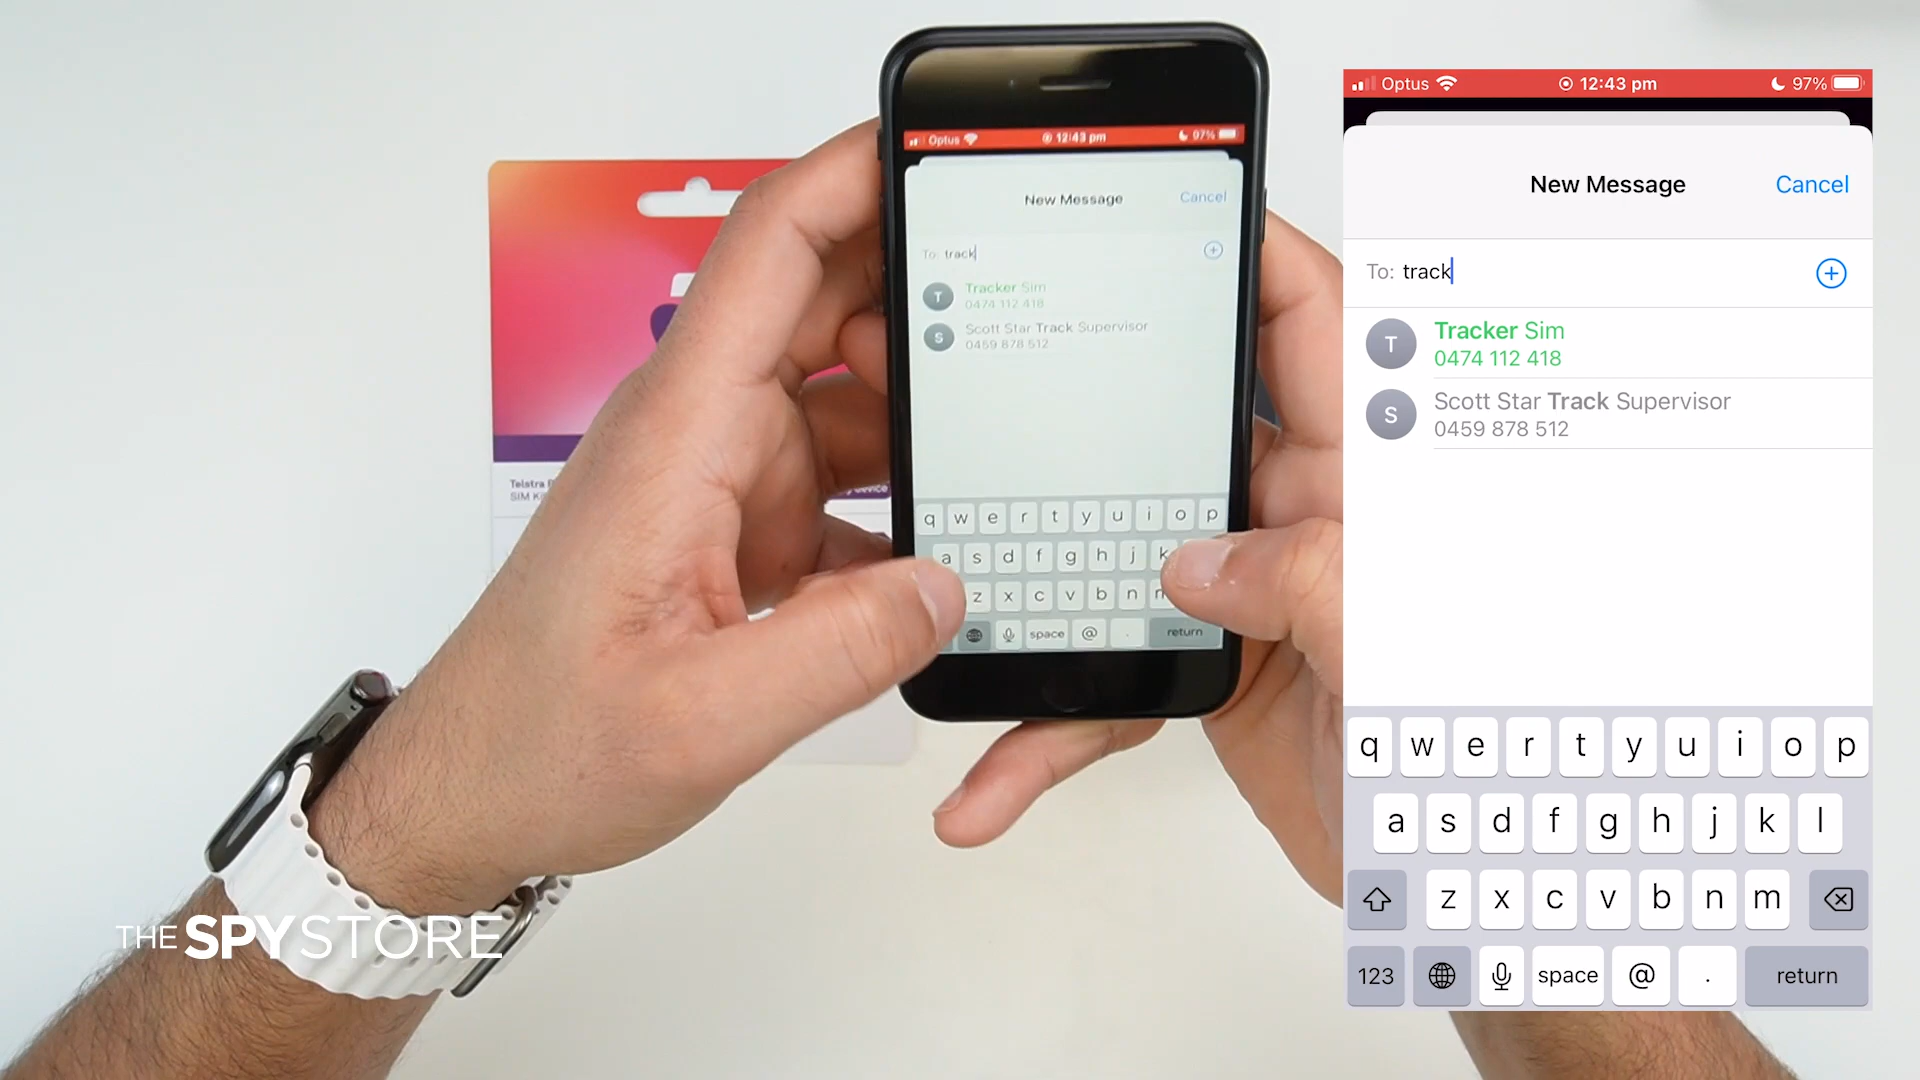 Optus 12:43 pm 97%
New Message Cancel
To: track
Tracker Sim
0474 112 418
Scott Star Track Supervisor
0459 878 512
q w e r t y u i o p
a s d f g h j k
z x c v b n
space @ . return
Telstra
SIM
device
THE SPY STORE
Optus 12:43 pm 97%
New Message Cancel
To: track
T
Tracker Sim
0474 112 418
S
Scott Star Track Supervisor
0459 878 512
q w e r t y u i o p
a s d f g h j k l
z x c v b n m
123 space @ . return